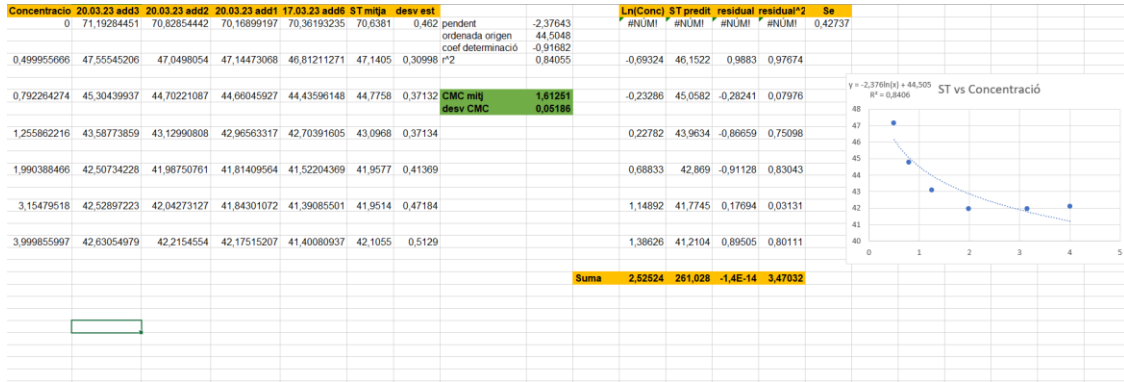 Concentracio 20.03.23 add3 20.03.23 add2 20.03.23 add1 17.03.23 add6 ST mitja desv est Ln(Conc) ST predit residual residual^2 Se
0 71,19284451 70,82854442 70,16899197 70,36193235 70,6381 0,462 pendent -2,37643 #NÚM! #NÚM! #NÚM! #NÚM! 0,42737
ordenada origen 44,5048
coef determinació -0,91682
0,499955666 47,55545206 47,0498054 47,14473068 46,81211271 47,1405 0,30998 r^2 0,84055 -0,69324 46,1522 0,9883 0,97674
0,792264274 45,30439937 44,70221087 44,66045927 44,43596148 44,7758 0,37132 CMC mitj 1,61251 -0,23286 45,0582 -0,28241 0,07976
desv CMC 0,05186
1,255862216 43,58773859 43,12990808 42,96563317 42,70391605 43,0968 0,37134 0,22782 43,9634 -0,86659 0,75098
1,990388466 42,50734228 41,98750761 41,81409564 41,52204369 41,9577 0,41369 0,68833 42,869 -0,91128 0,83043
3,15479518 42,52897223 42,04273127 41,84301072 41,39085501 41,9514 0,47184 1,14892 41,7745 0,17694 0,03131
3,999855997 42,63054979 42,2154554 42,17515207 41,40080937 42,1055 0,5129 1,38626 41,2104 0,89505 0,80111
Suma 2,52524 261,028 -1,4E-14 3,47032
y = -2,376ln(x) + 44,505
R² = 0,8406
ST vs Concentració
48
47
46
45
44
43
42
41
40
0 1 2 3 4 5